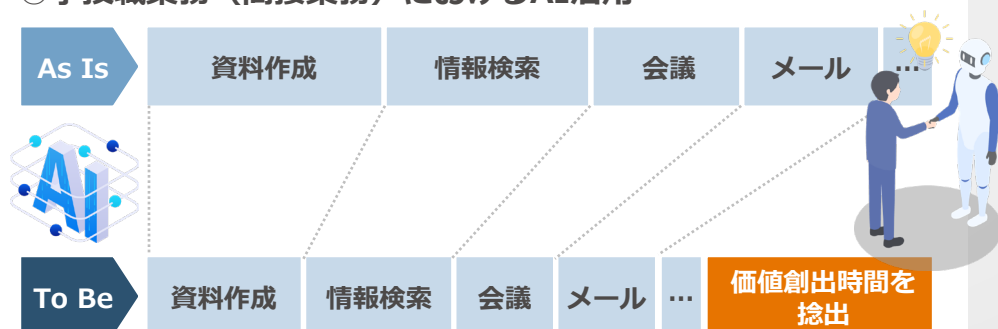 As Is
資料作成
情報検索
会議
メール
…
AI
To Be
資料作成
情報検索
会議
メール
…
価値創出時間を
捻出